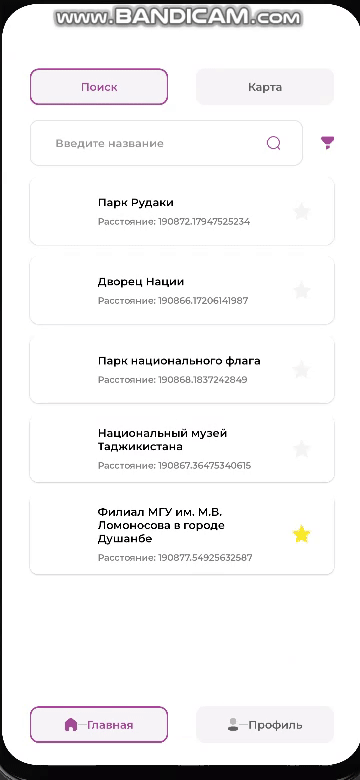 www.BANDICAM.com
Поиск
Карта
Введите название
Парк Рудаки
Расстояние: 190872.17947525234
Дворец Нации
Расстояние: 190866.17206141987
Парк национального флага
Расстояние: 190868.1837242849
Национальный музей
Таджикистана
Расстояние: 190867.36475340615
Филиал МГУ им. М.В.
Ломоносова в городе
Душанбе
Расстояние: 190877.54925632587
Главная
Профиль